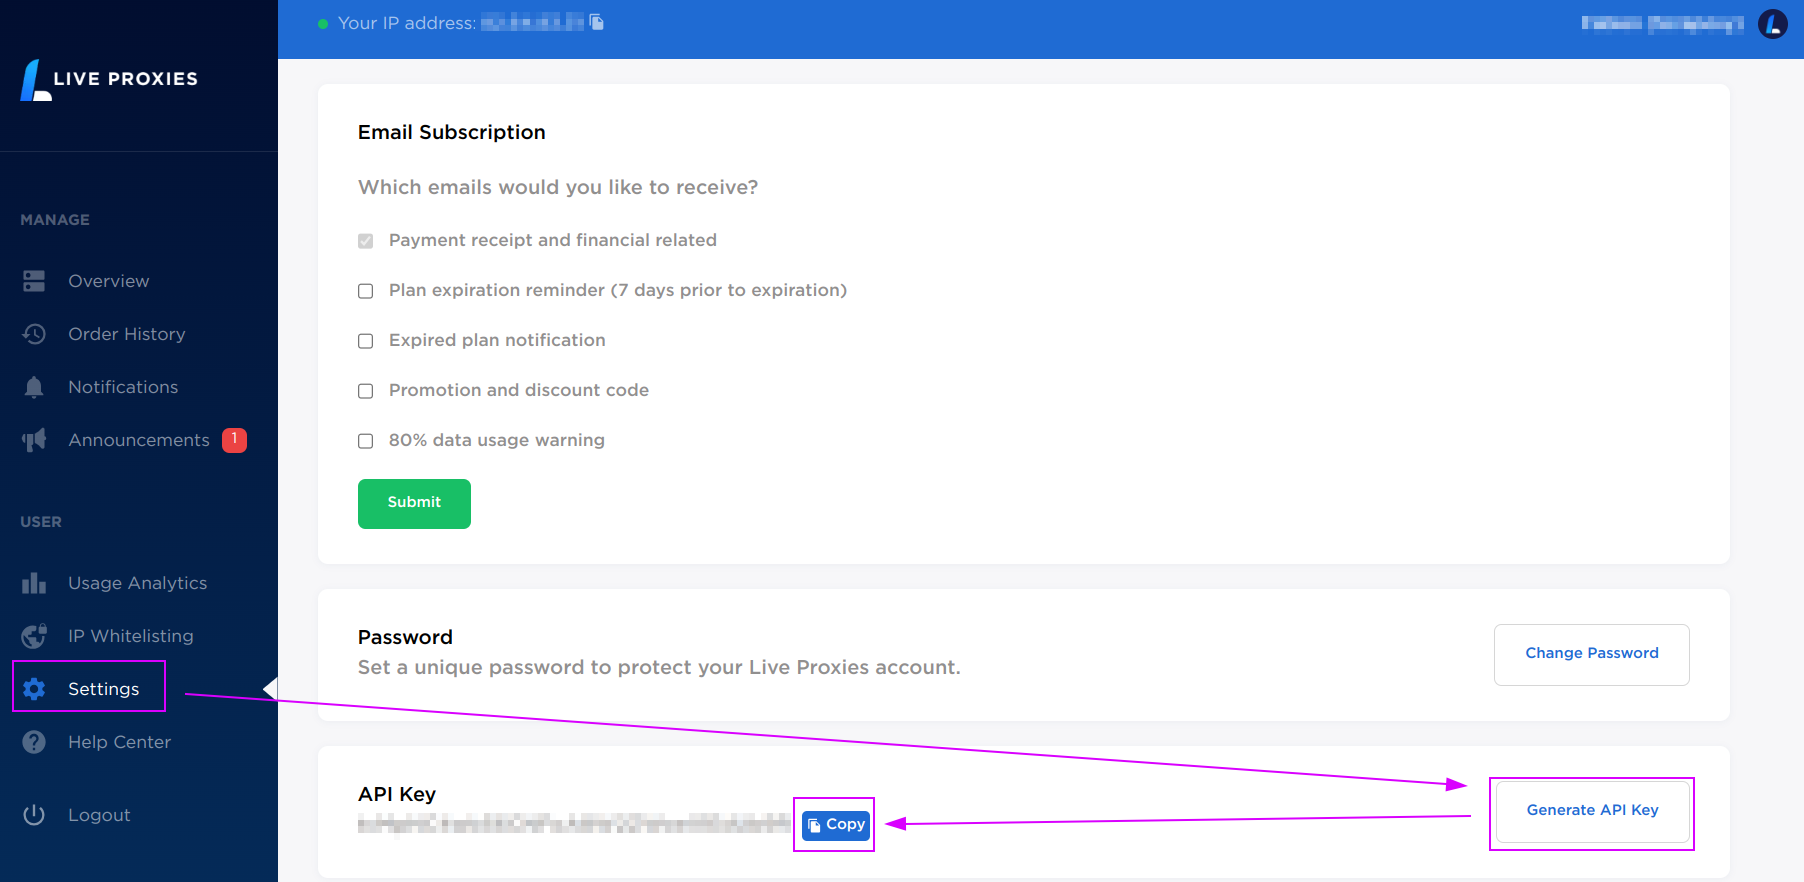 Your IP address:
LIVE PROXIES
MANAGE
Overview
Order History
Notifications
Announcements 1
USER
Usage Analytics
IP Whitelisting
Settings
Help Center
Logout
Email Subscription
Which emails would you like to receive?
Payment receipt and financial related
Plan expiration reminder (7 days prior to expiration)
Expired plan notification
Promotion and discount code
80% data usage warning
Submit
Password
Set a unique password to protect your Live Proxies account.
Change Password
API Key
Copy
Generate API Key